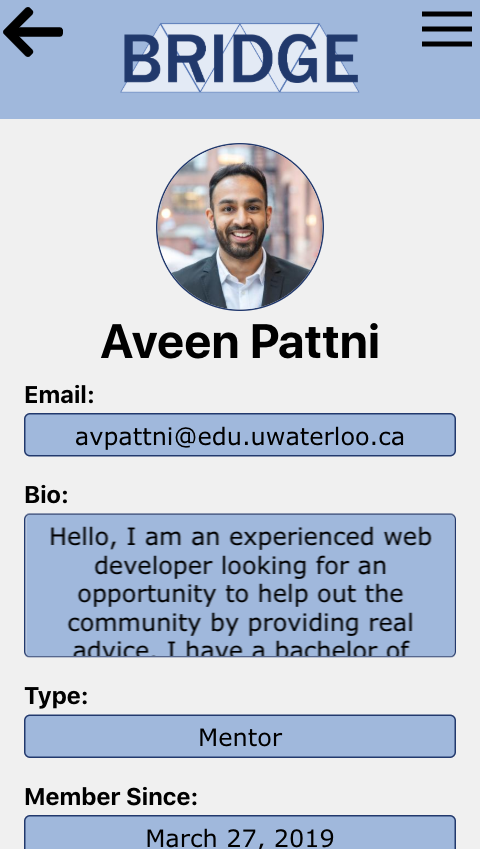 BRIDGE
Aveen Pattni
Email:
avpattni@edu.uwaterloo.ca
Bio:
Hello, I am an experienced web
developer looking for an
opportunity to help out the
community by providing real
advice. I have a bachelor of
Type:
Mentor
Member Since:
March 27, 2019